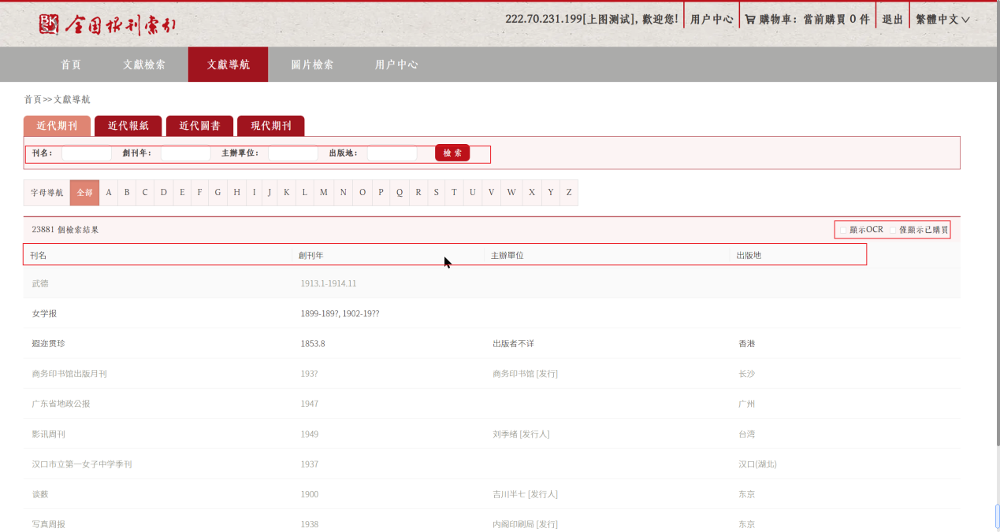 BKSY 全国报刊索引
222.70.231.199[上图测试], 歡迎您! 用户中心 購物車: 當前購買 0 件 退出 繁體中文
首頁 文獻檢索 文獻導航 圖片檢索 用户中心
首頁>>文獻導航
近代期刊 近代報紙 近代圖書 現代期刊
刊名: 創刊年: 主辦單位: 出版地: 檢索
字母導航 全部 A B C D E F G H I J K L M N O P Q R S T U V W X Y Z
23881 個檢索結果 顯示OCR 僅顯示已購買
刊名 創刊年 主辦單位 出版地
武德 1913.1-1914.11
女学报 1899-189?, 1902-19??
遐迩贯珍 1853.8 出版者不详 香港
商务印书馆出版月刊 193? 商务印书馆 [发行] 长沙
广东省地政公报 1947 广州
影讯周刊 1949 刘季绪 [发行人] 台湾
汉口市立第一女子中学季刊 1937 汉口(湖北)
谈薮 1900 吉川半七 [发行人] 东京
写真周报 1938 内阁印刷局 [发行] 东京